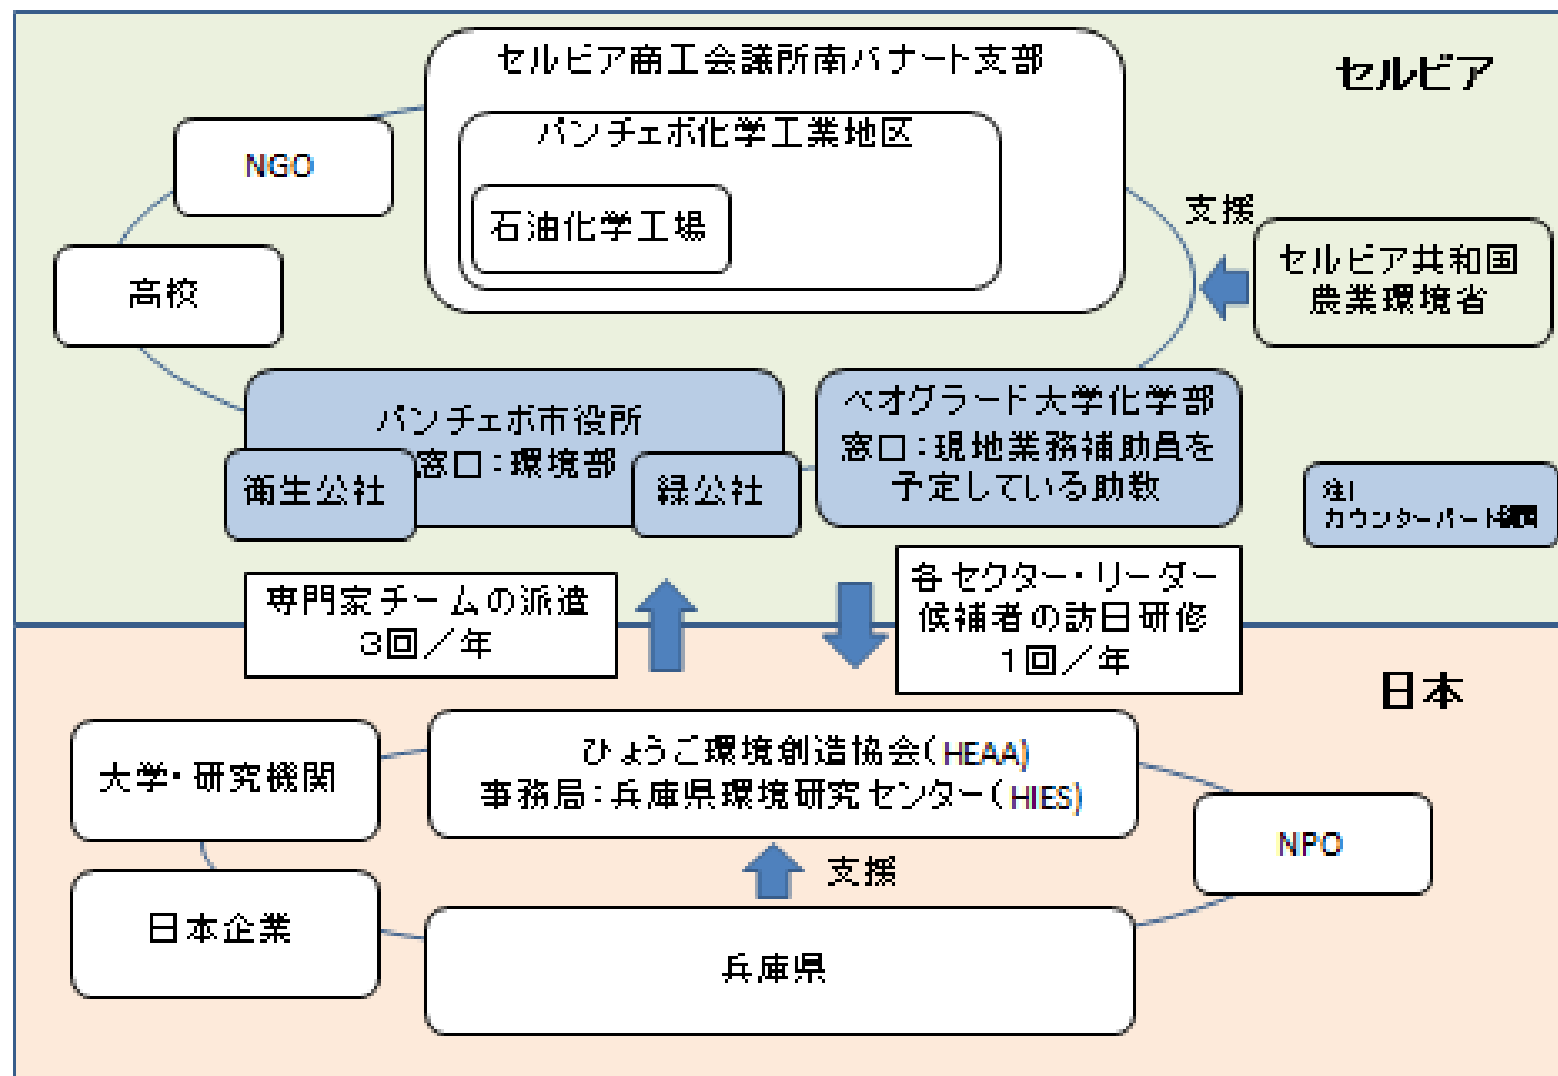 セルビア商工会議所南バナート支部
セルビア
パンチェボ化学工業地区
NGO
石油化学工場
支援
セルビア共和国
農業環境省
高校
パンチェボ市役所
窓口：環境部
衛生公社
緑公社
ベオグラード大学化学部
窓口：現地業務補助員を
予定している助教
注）
カウンターパート機関
専門家チームの派遣
３回／年
各セクター・リーダー
候補者の訪日研修
１回／年
日本
大学・研究機関
ひょうご環境創造協会（HEAA)
事務局：兵庫県環境研究センター（HIES)
NPO
支援
日本企業
兵庫県